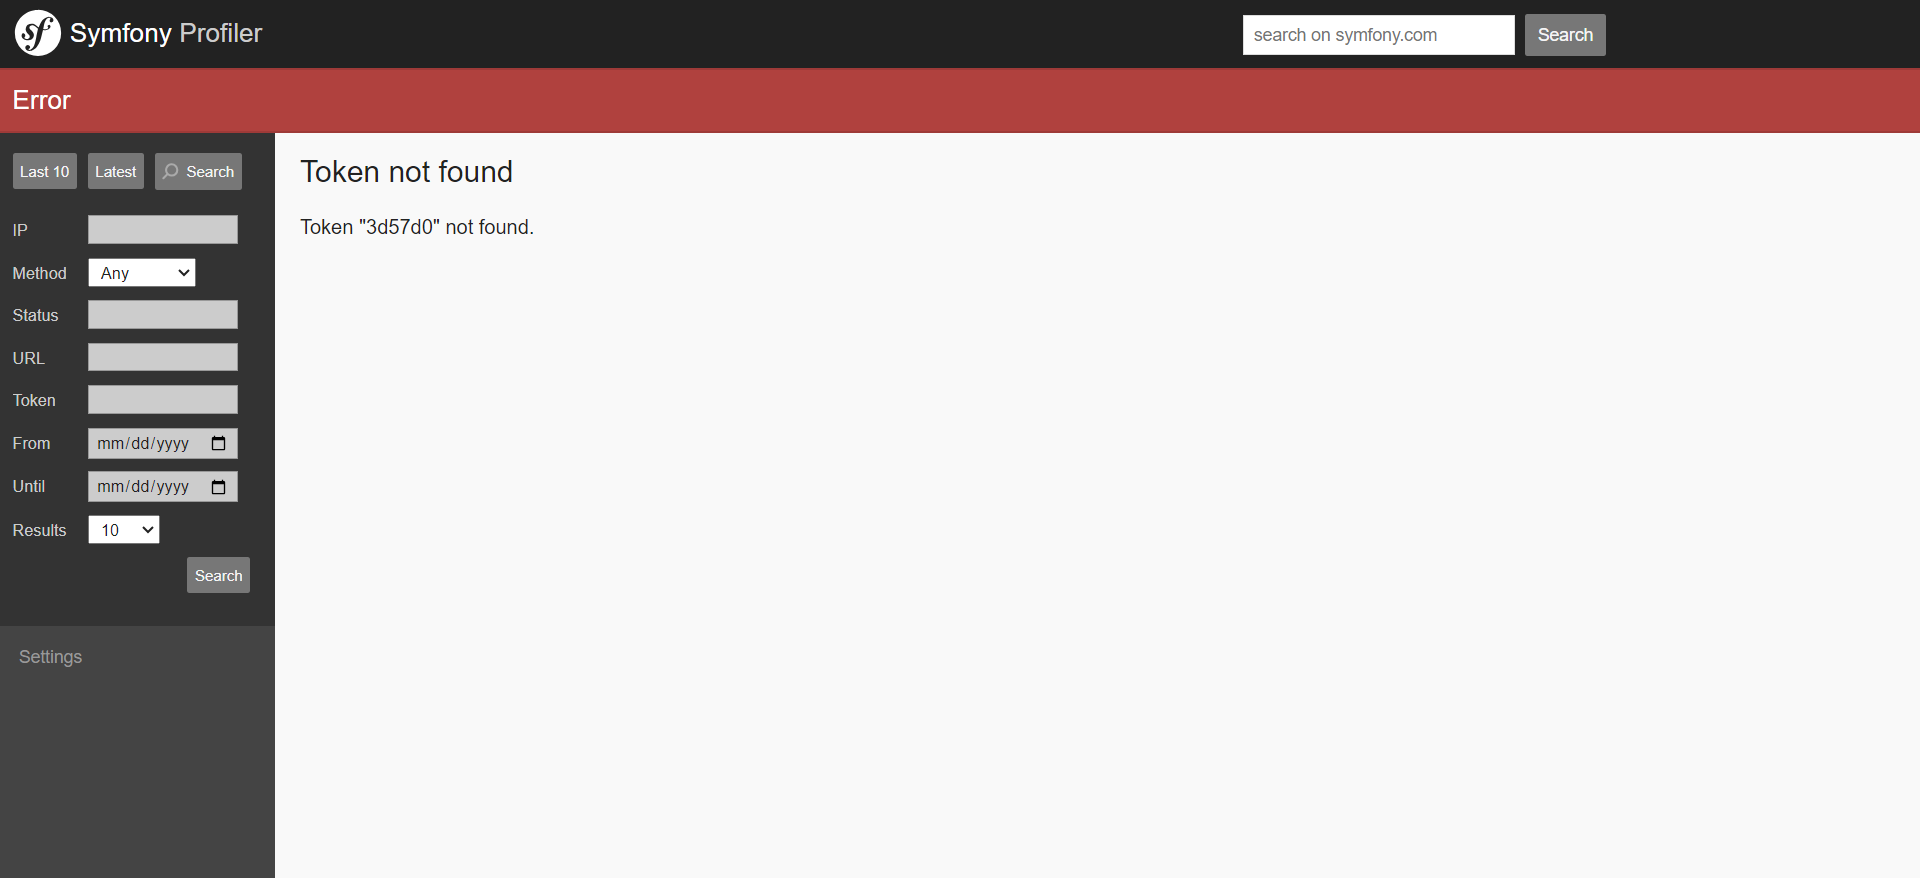 sf Symfony Profiler
search on symfony.com
Search
Error
Last 10
Latest
Search
IP
Method Any
Status
URL
Token
From mm/dd/yyyy
Until mm/dd/yyyy
Results 10
Search
Settings
Token not found
Token "3d57d0" not found.